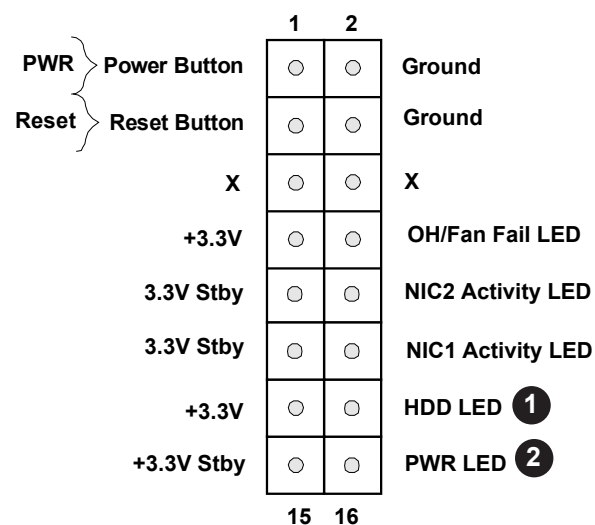 1 2
PWR Power Button Ground
Reset Reset Button Ground
X X
+3.3V OH/Fan Fail LED
3.3V Stby NIC2 Activity LED
3.3V Stby NIC1 Activity LED
+3.3V HDD LED 1
+3.3V Stby PWR LED 2
15 16